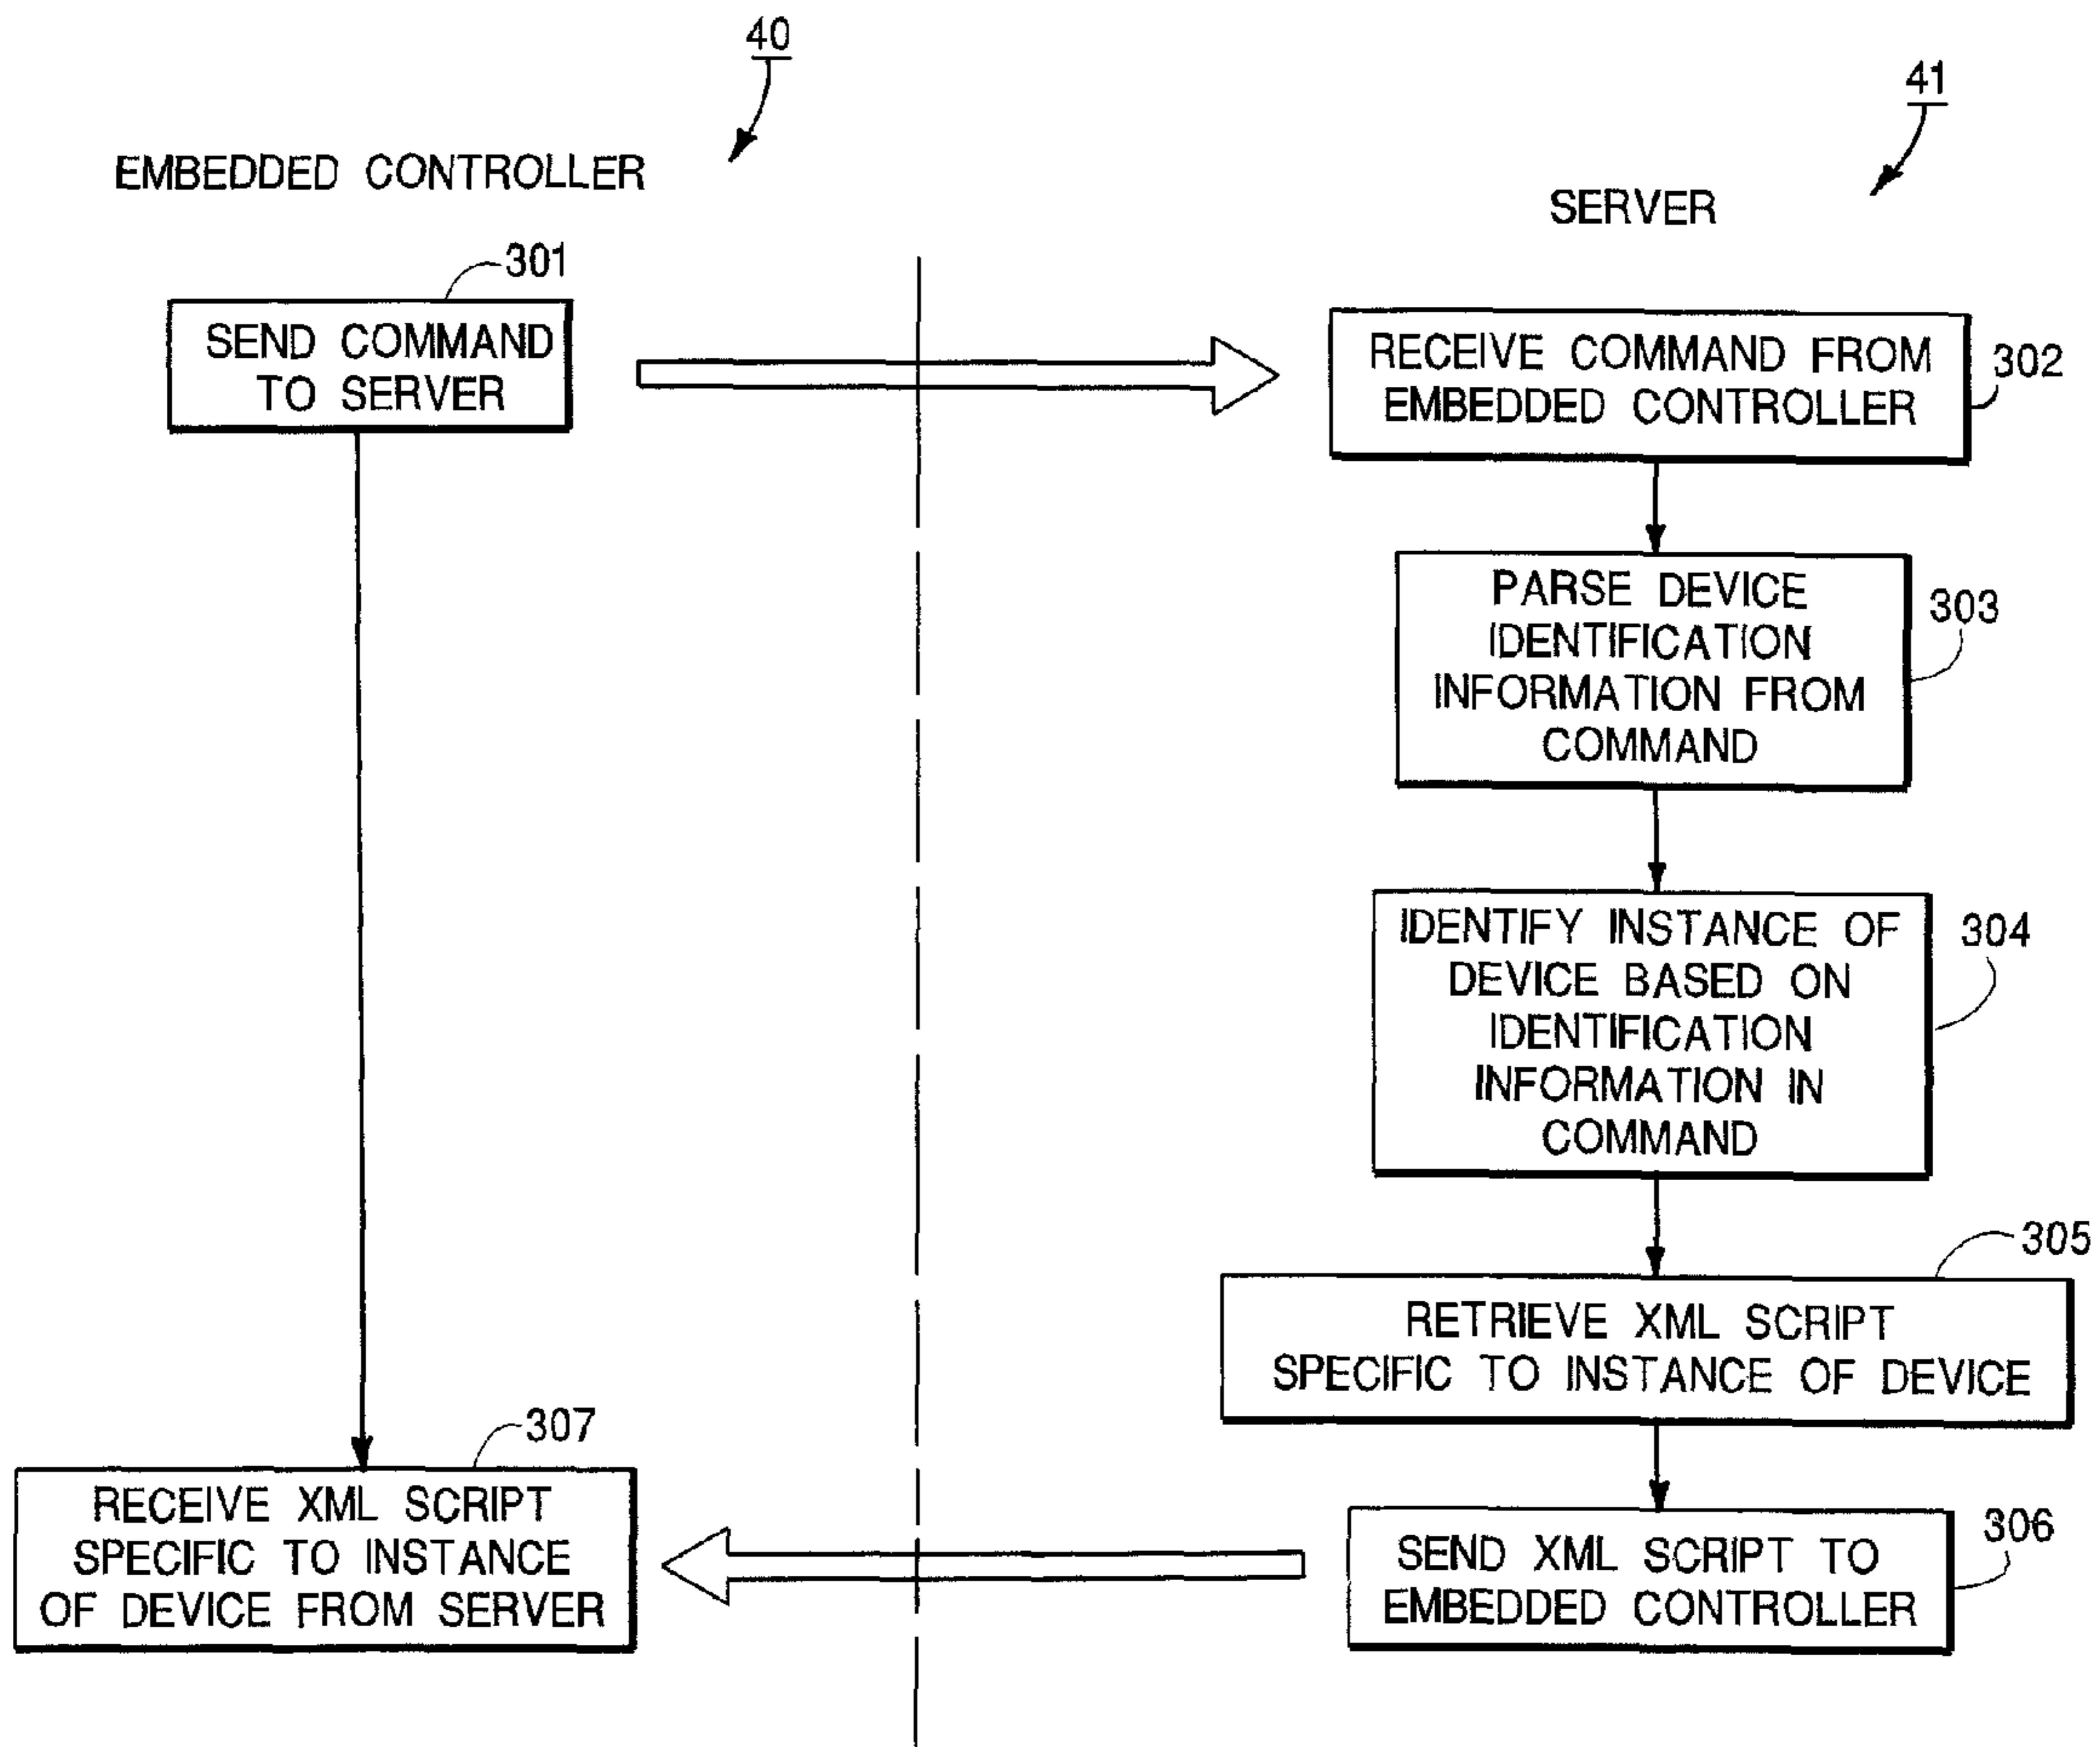 40
EMBEDDED CONTROLLER
41
SERVER
301
SEND COMMAND
TO SERVER
RECEIVE COMMAND FROM
EMBEDDED CONTROLLER
302
PARSE DEVICE
IDENTIFICATION
INFORMATION FROM
COMMAND
303
IDENTIFY INSTANCE OF
DEVICE BASED ON
IDENTIFICATION
INFORMATION IN
COMMAND
304
305
RETRIEVE XML SCRIPT
SPECIFIC TO INSTANCE OF DEVICE
306
SEND XML SCRIPT TO
EMBEDDED CONTROLLER
307
RECEIVE XML SCRIPT
SPECIFIC TO INSTANCE
OF DEVICE FROM SERVER